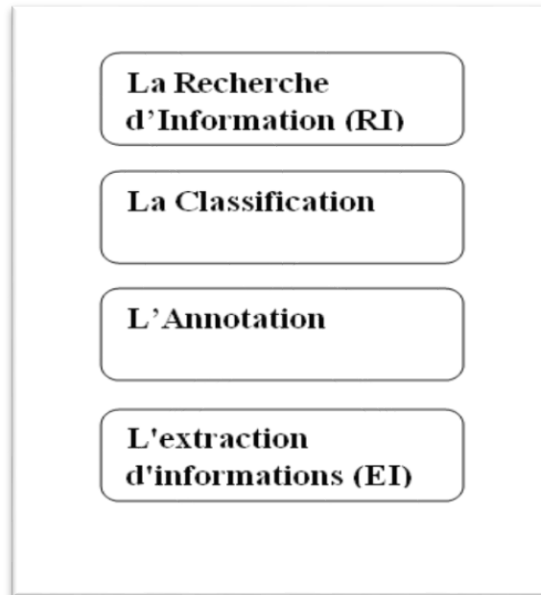 La Recherche
d’Information (RI)
La Classification
L’Annotation
L'extraction
d'informations (EI)